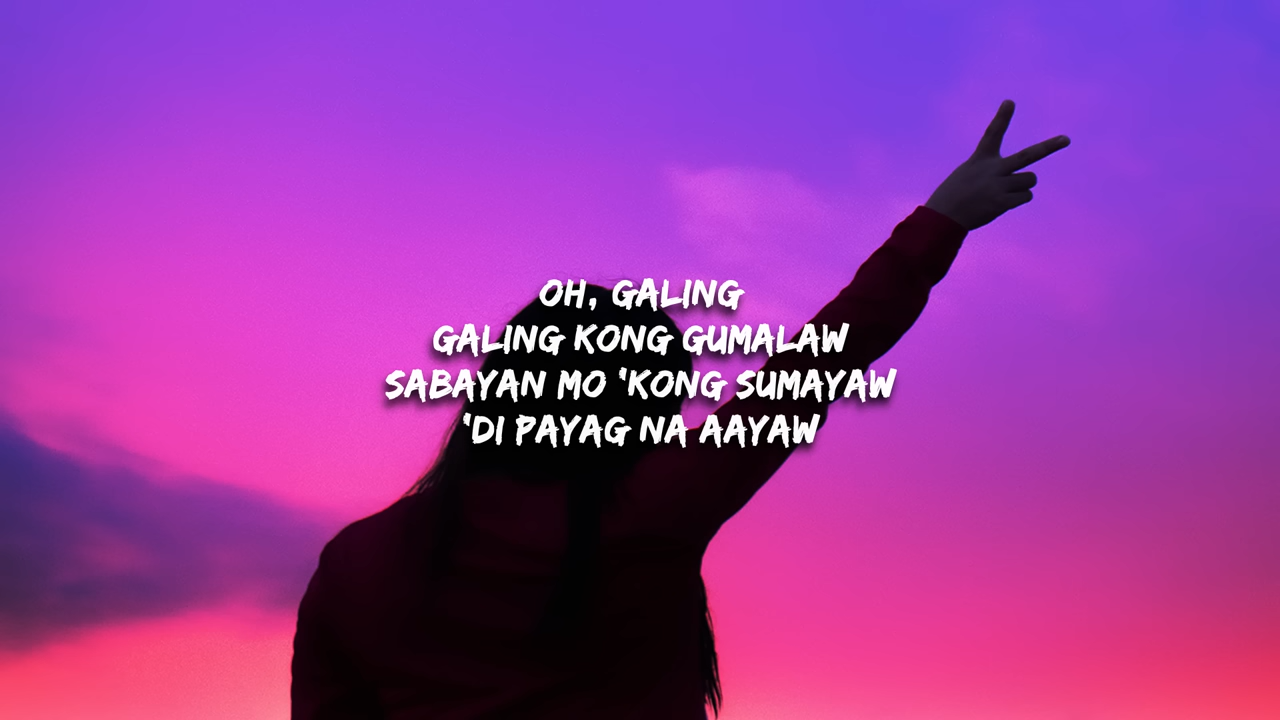 OH, GALING
GALING KONG GUMALAW
SABAYAN MO 'KONG SUMAYAW
'DI PAYAG NA AAYAW